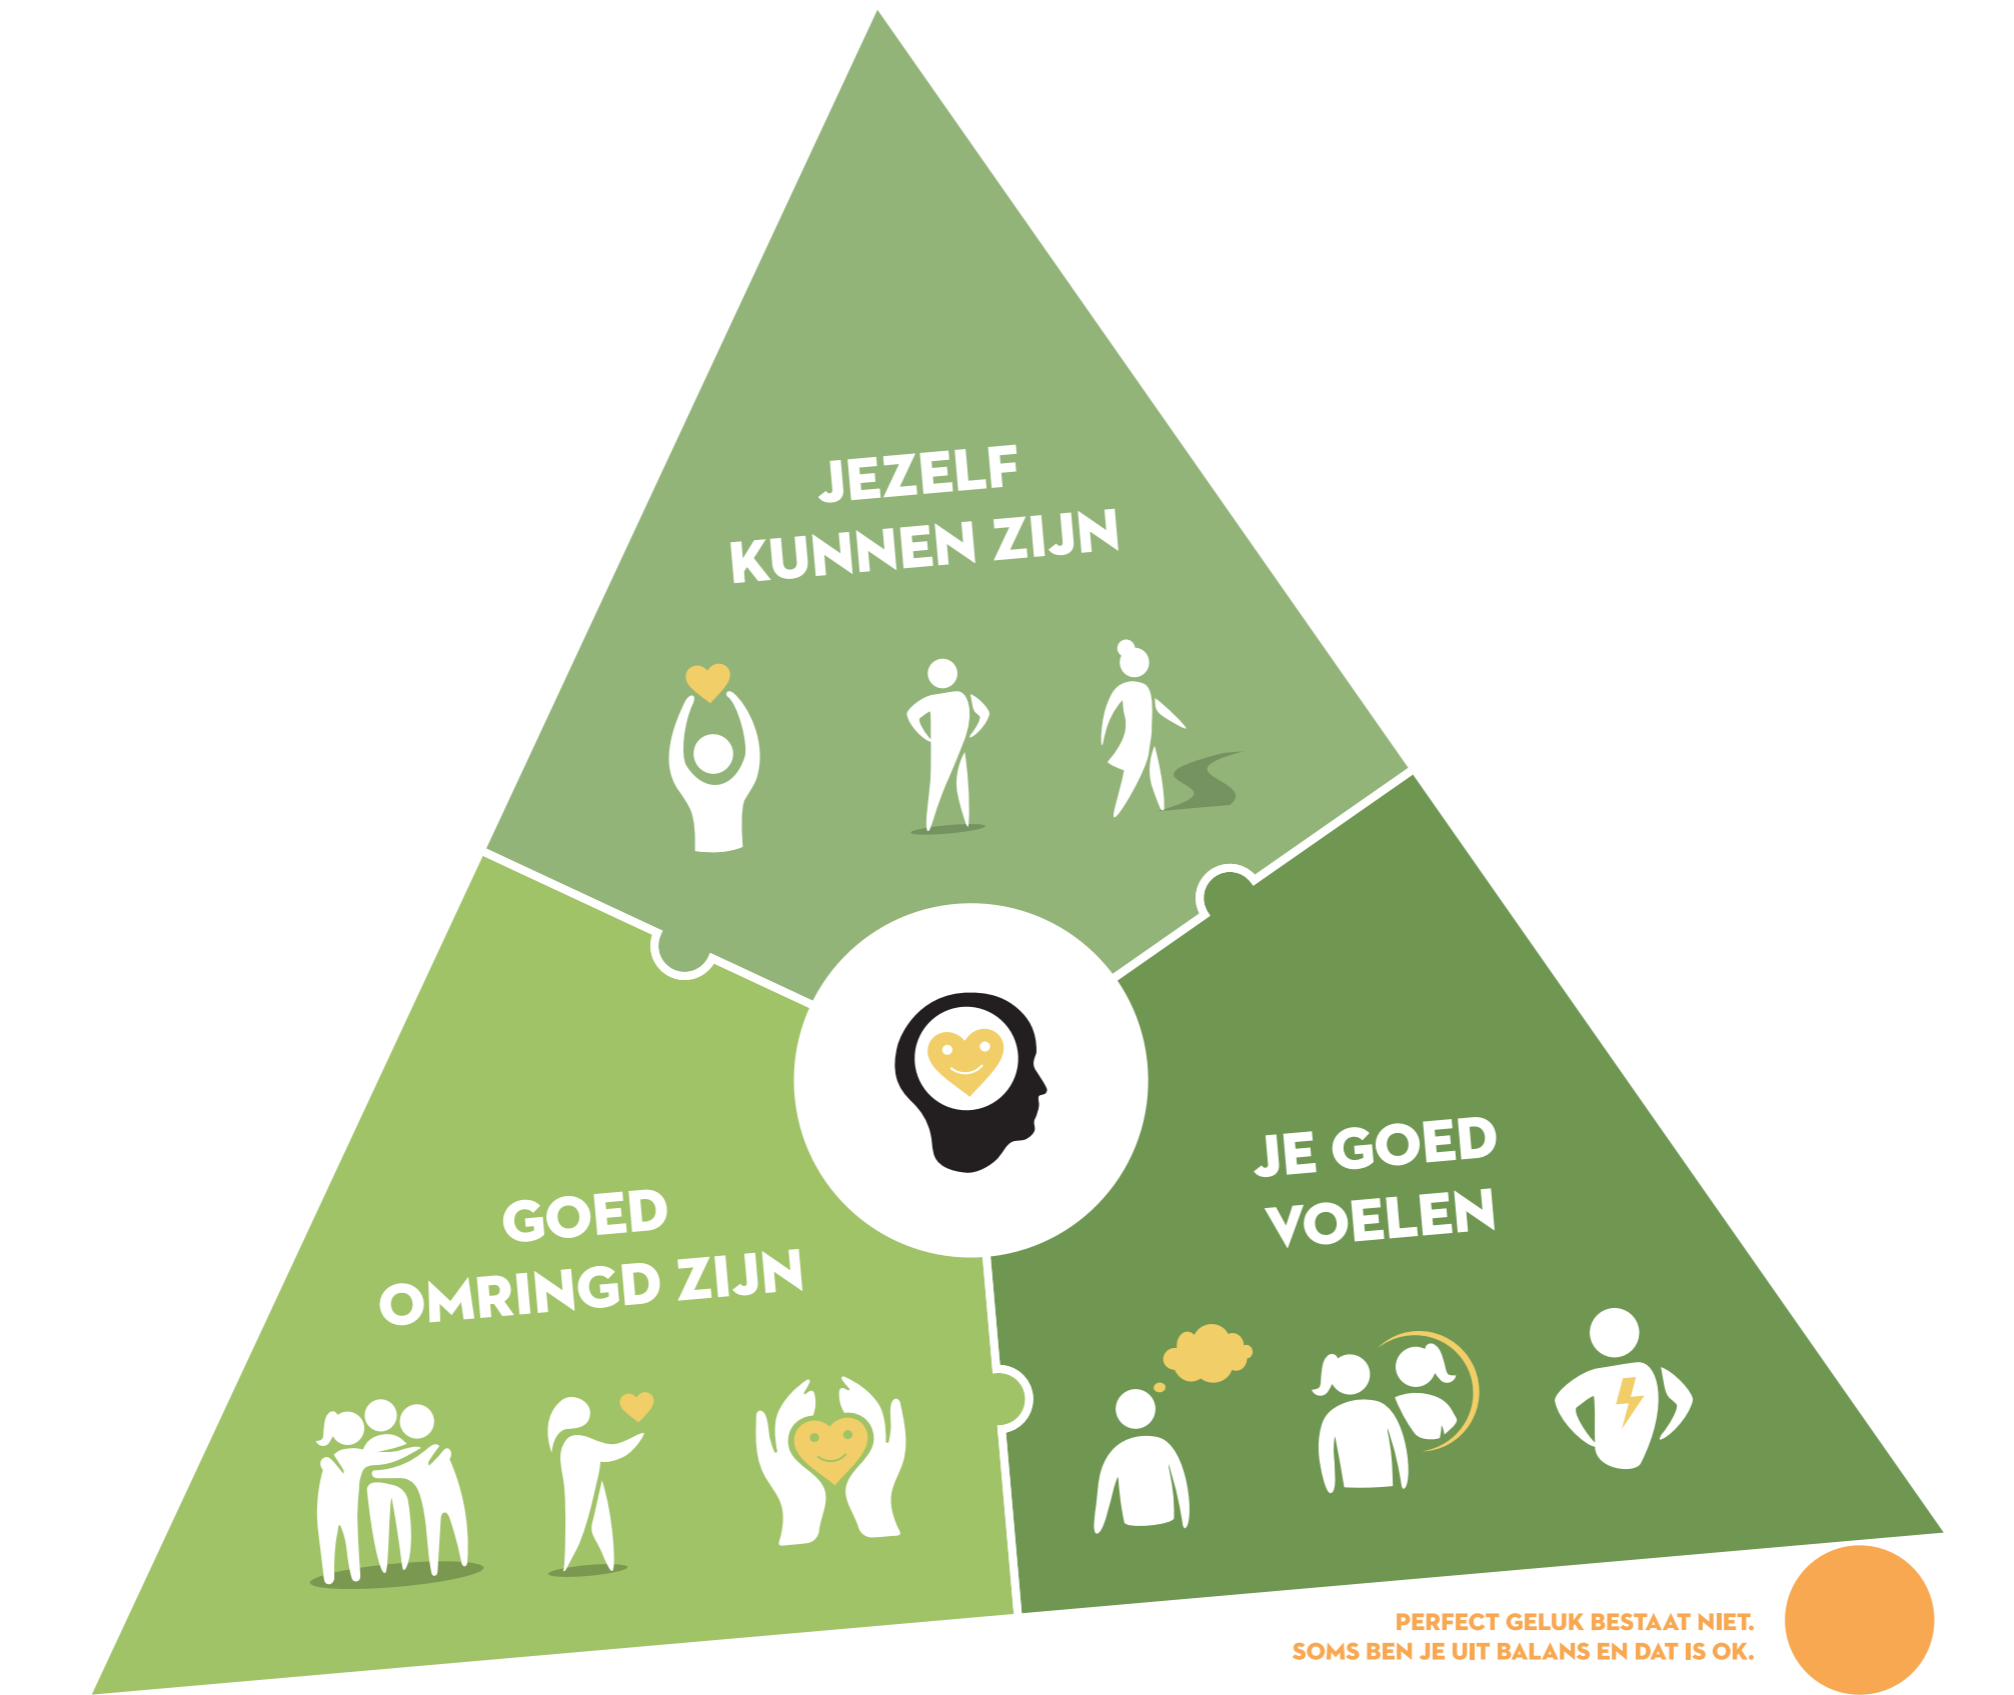 JEZELF
KUNNEN ZIJN
GOED
OMRINGD ZIJN
JE GOED
VOELEN
PERFECT GELUK BESTAAT NIET.
SOMS BEN JE UIT BALANS EN DAT IS OK.